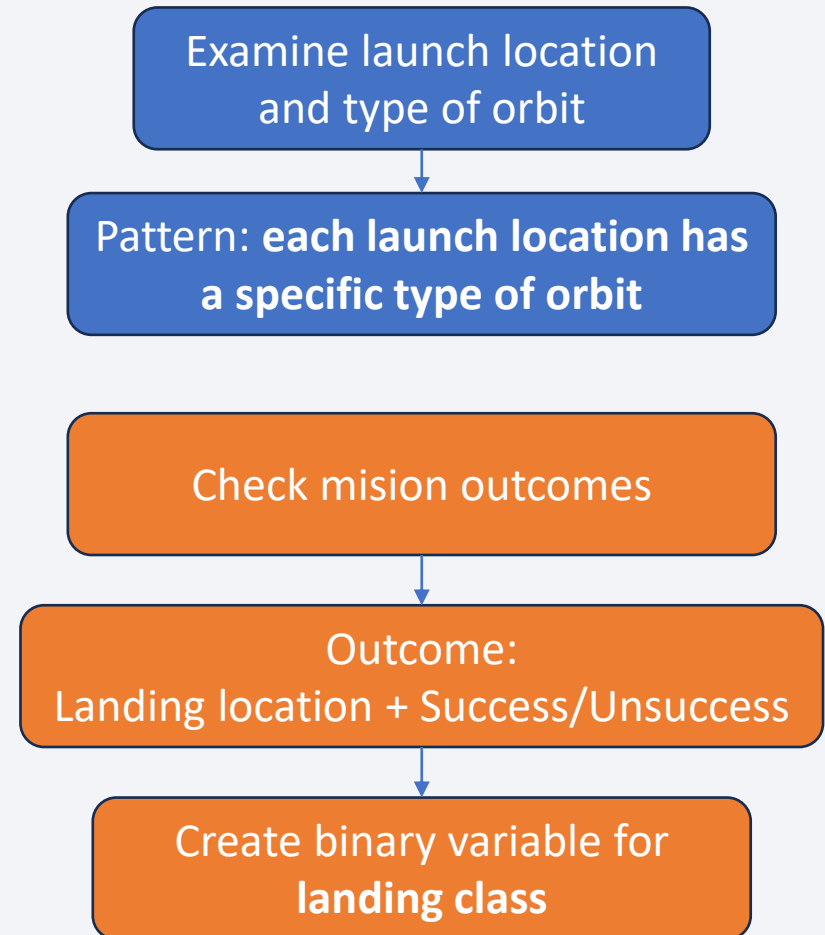 Examine launch location
and type of orbit
Pattern: each launch location has
a specific type of orbit
Check mision outcomes
Outcome:
Landing location + Success/Unsuccess
Create binary variable for
landing class